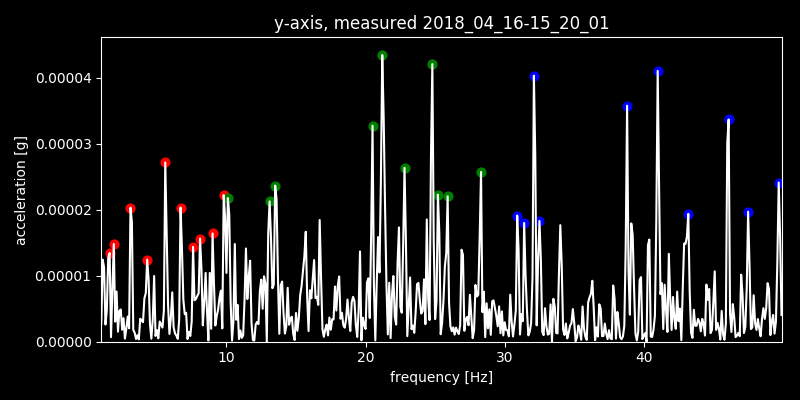 y-axis, measured 2018_04_16-15_20_01
acceleration [g]
0.00004
0.00003
0.00002
0.00001
0.00000
10 20 30 40
frequency [Hz]